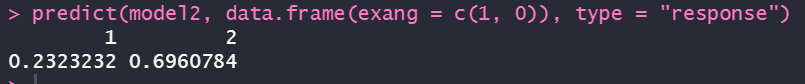 > predict(model2, data.frame(exang = c(1, 0)), type = "response")
1 2
0.2323232 0.6960784
>